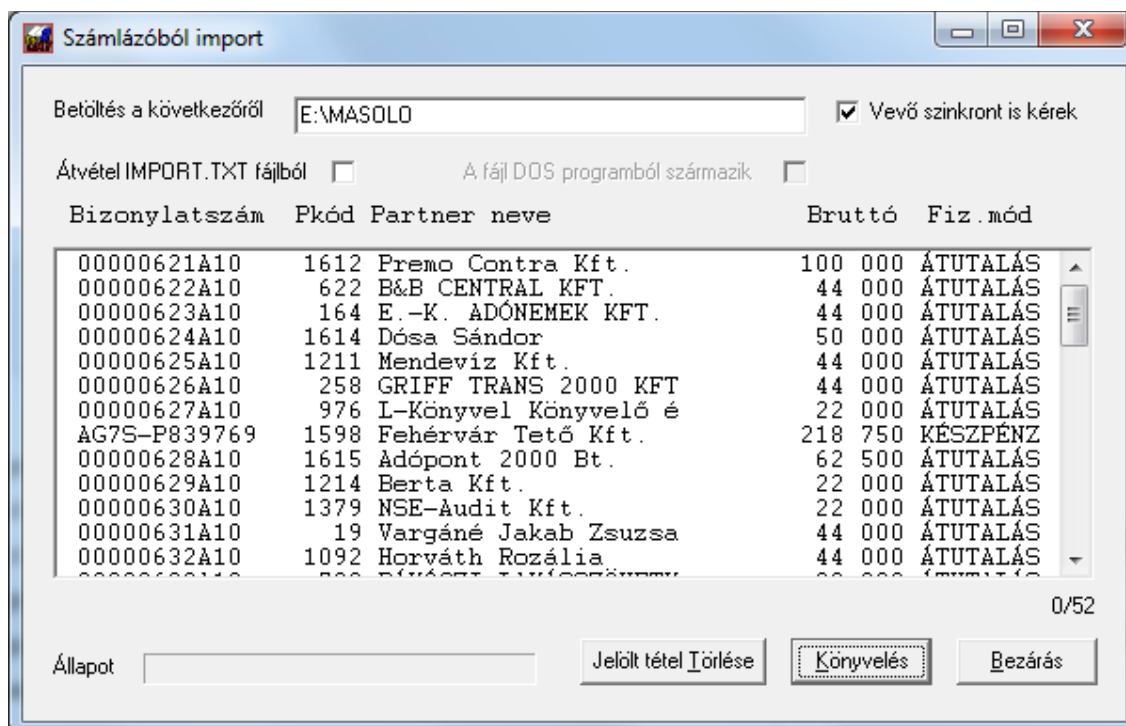 Számlázóból import
Betöltés a következőről E:\MASOLO Vevő szinkront is kérek
Átvétel IMPORT.TXT fájlból A fájl DOS programból származik
Bizonylatszám Pkód Partner neve Bruttó Fiz.mód
00000621A10 1612 Premo Contra Kft. 100 000 ÁTUTALÁS
00000622A10 622 B&B CENTRAL KFT. 44 000 ÁTUTALÁS
00000623A10 164 E.-K. ADÓNEMEK KFT. 44 000 ÁTUTALÁS
00000624A10 1614 Dósa Sándor 50 000 ÁTUTALÁS
00000625A10 1211 Mendevíz Kft. 44 000 ÁTUTALÁS
00000626A10 258 GRIFF TRANS 2000 KFT 44 000 ÁTUTALÁS
00000627A10 976 L-Könyvel Könyvelő é 22 000 ÁTUTALÁS
AG7S-P839769 1598 Fehérvár Tető Kft. 218 750 KÉSZPÉNZ
00000628A10 1615 Adópont 2000 Bt. 62 500 ÁTUTALÁS
00000629A10 1214 Berta Kft. 22 000 ÁTUTALÁS
00000630A10 1379 NSE-Audit Kft. 22 000 ÁTUTALÁS
00000631A10 19 Vargáné Jakab Zsuzsa 44 000 ÁTUTALÁS
00000632A10 1092 Horváth Rozália 44 000 ÁTUTALÁS
0/52
Állapot Jelölt tétel Törlése Könyvelés Bezárás